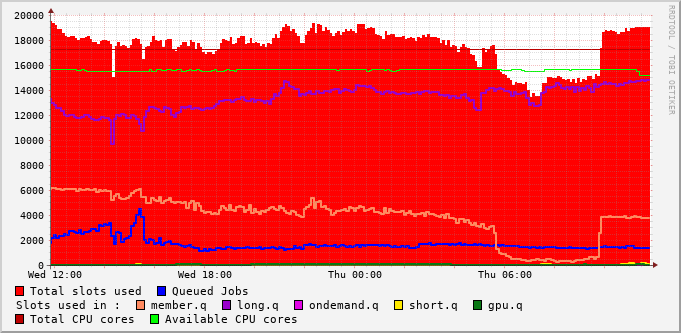 20000
18000
16000
14000
12000
10000
8000
6000
4000
2000
0
Wed 12:00 Wed 18:00 Thu 00:00 Thu 06:00
Total slots used Queued Jobs
Slots used in : member.q long.q ondemand.q short.q gpu.q
Total CPU cores Available CPU cores
RRDTOOL / TOBI OETIKER